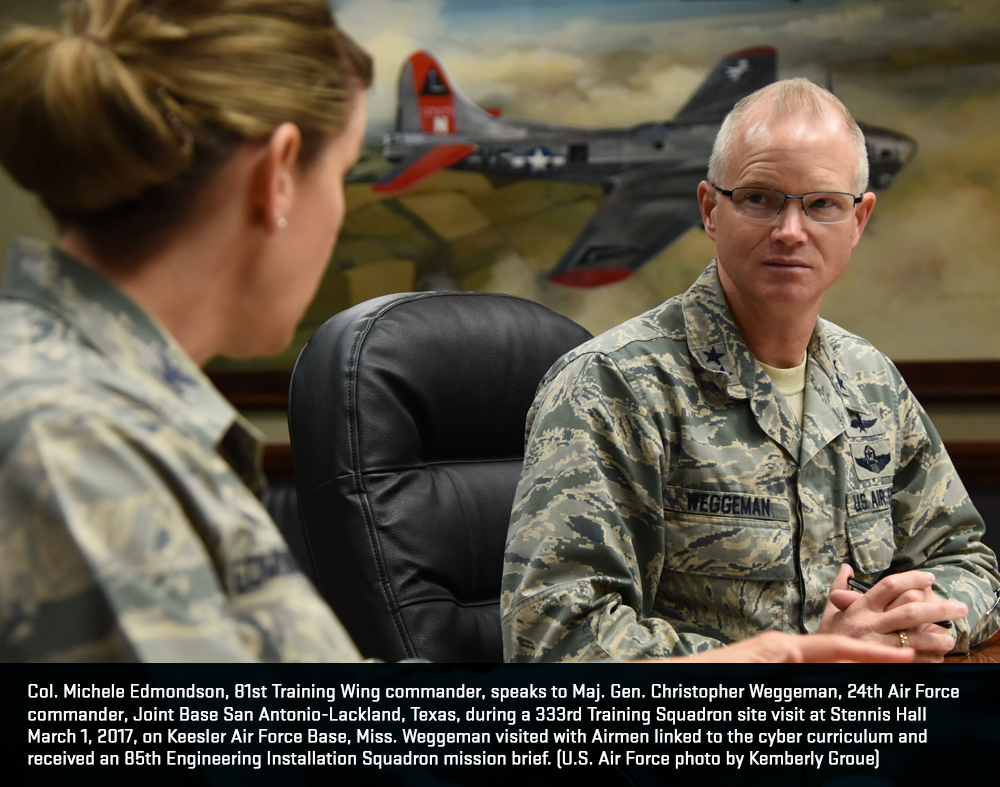 WEGGEMAN
U.S. AIR
Col. Michele Edmondson, 81st Training Wing commander, speaks to Maj. Gen. Christopher Weggeman, 24th Air Force
commander, Joint Base San Antonio-Lackland, Texas, during a 333rd Training Squadron site visit at Stennis Hall
March 1, 2017, on Keesler Air Force Base, Miss. Weggeman visited with Airmen linked to the cyber curriculum and
received an 85th Engineering Installation Squadron mission brief. (U.S. Air Force photo by Kemberly Groue)